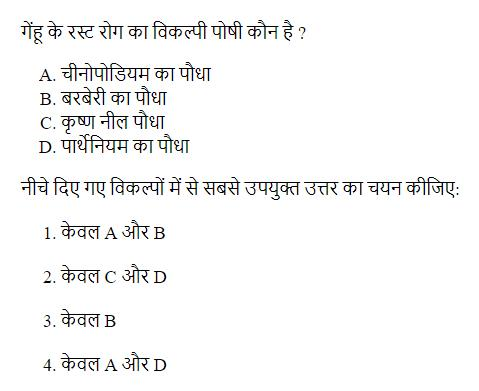 गेंहू के रस्ट रोग का विकल्पी पोषी कौन है ?
A. चीनोपोडियम का पौधा
B. बरबेरी का पौधा
C. कृष्ण नील पौधा
D. पार्थेनियम का पौधा
नीचे दिए गए विकल्पों में से सबसे उपयुक्त उत्तर का चयन कीजिए:
1. केवल A और B
2. केवल C और D
3. केवल B
4. केवल A और D